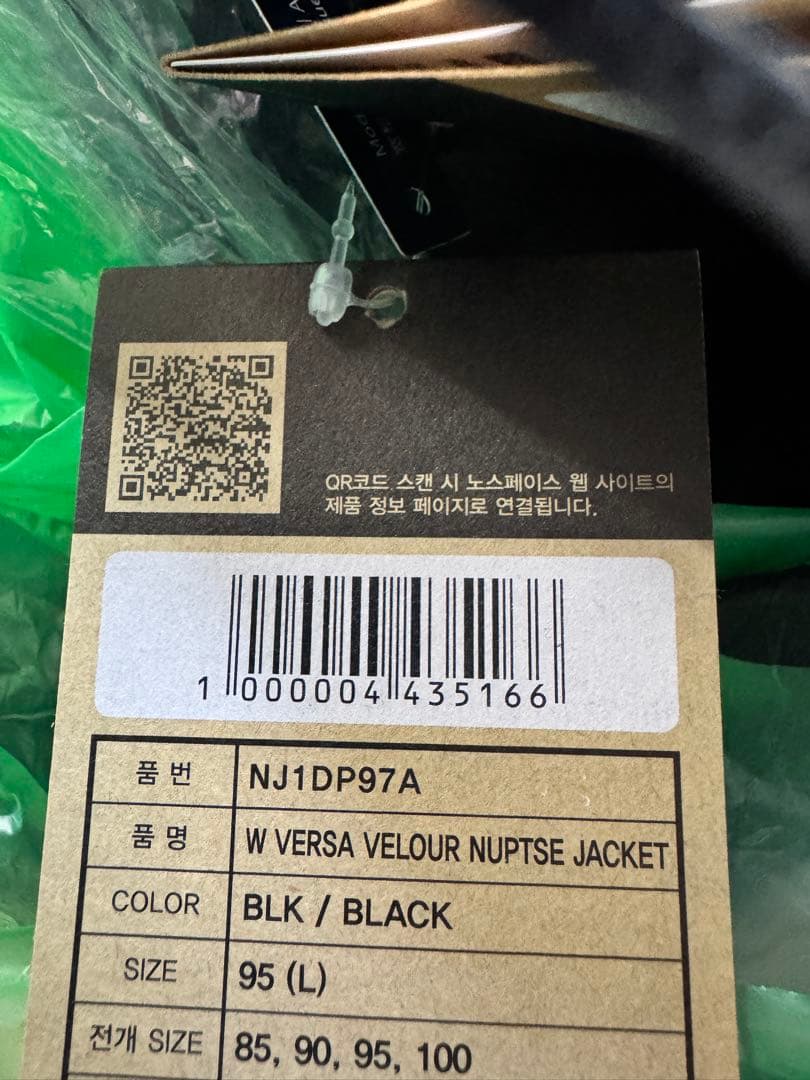 QR코드 스캔 시 노스페이스 웹 사이트의
제품 정보 페이지로 연결됩니다.
1 000004 435166
품 번 NJ1DP97A
품 명 W VERSA VELOUR NUPTSE JACKET
COLOR BLK / BLACK
SIZE 95 (L)
전개 SIZE 85, 90, 95, 100